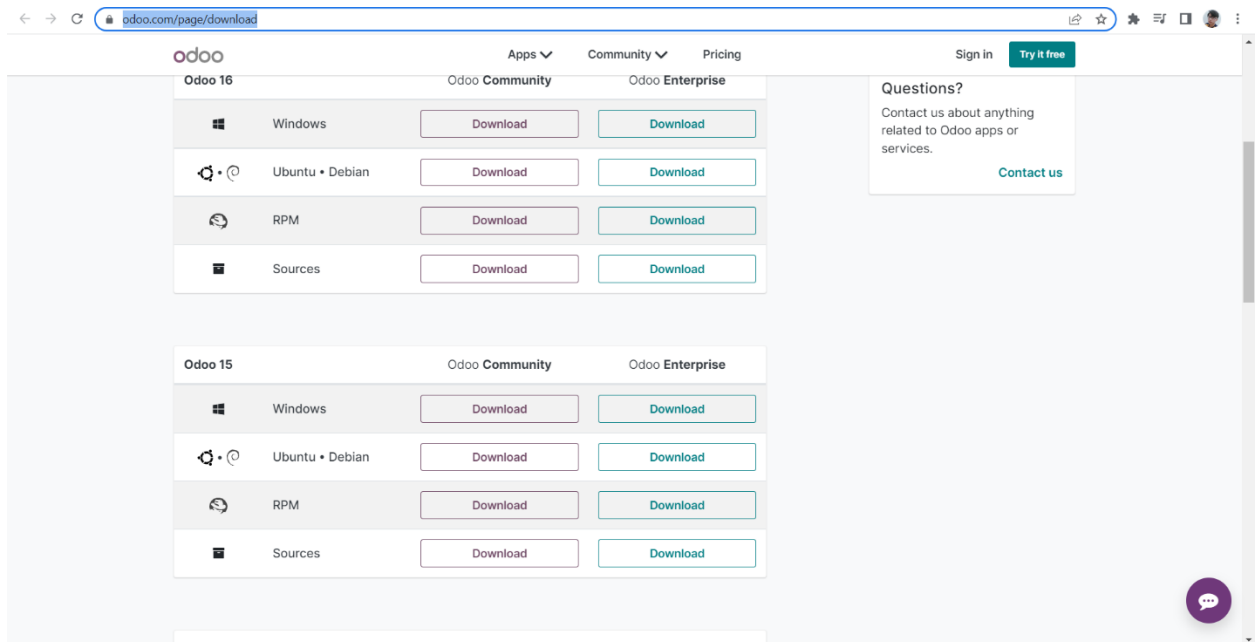 odoo.com/page/download
odoo
Apps
Community
Pricing
Sign in
Try it free
Odoo 16
Odoo Community
Odoo Enterprise
Windows
Download
Download
Ubuntu • Debian
Download
Download
RPM
Download
Download
Sources
Download
Download
Questions?
Contact us about anything
related to Odoo apps or
services.
Contact us
Odoo 15
Odoo Community
Odoo Enterprise
Windows
Download
Download
Ubuntu • Debian
Download
Download
RPM
Download
Download
Sources
Download
Download